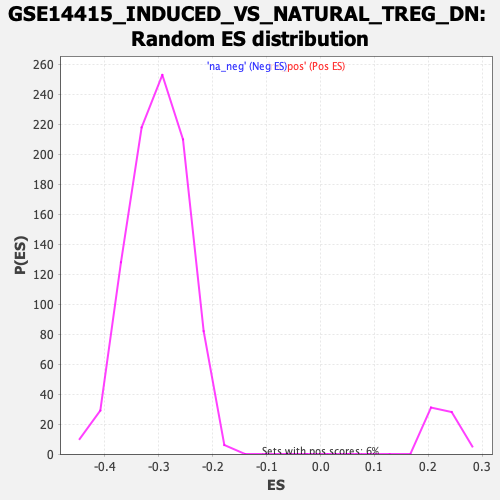 GSE14415_INDUCED_VS_NATURAL_TREG_DN:
Random ES distribution
'na_neg' (Neg ES)pos' (Pos ES)
260
240
220
200
180
160
140
120
100
80
60
40
20
0
P(ES)
Sets with pos scores: 6%
-0.4 -0.3 -0.2 -0.1 0.0 0.1 0.2 0.3
ES